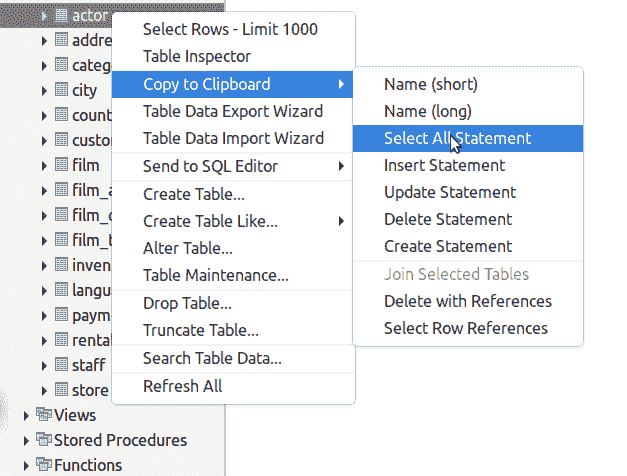 actor
addre
categ
city
count
custon
film
film_a
film_c
film_b
inven
langu
paym
renta
staff
store
Views
Stored Procedures
Functions
Select Rows - Limit 1000
Table Inspector
Copy to Clipboard
Table Data Export Wizard
Table Data Import Wizard
Send to SQL Editor
Create Table...
Create Table Like...
Alter Table...
Table Maintenance...
Drop Table...
Truncate Table...
Search Table Data...
Refresh All
Name (short)
Name (long)
Select All Statement
Insert Statement
Update Statement
Delete Statement
Create Statement
Join Selected Tables
Delete with References
Select Row References